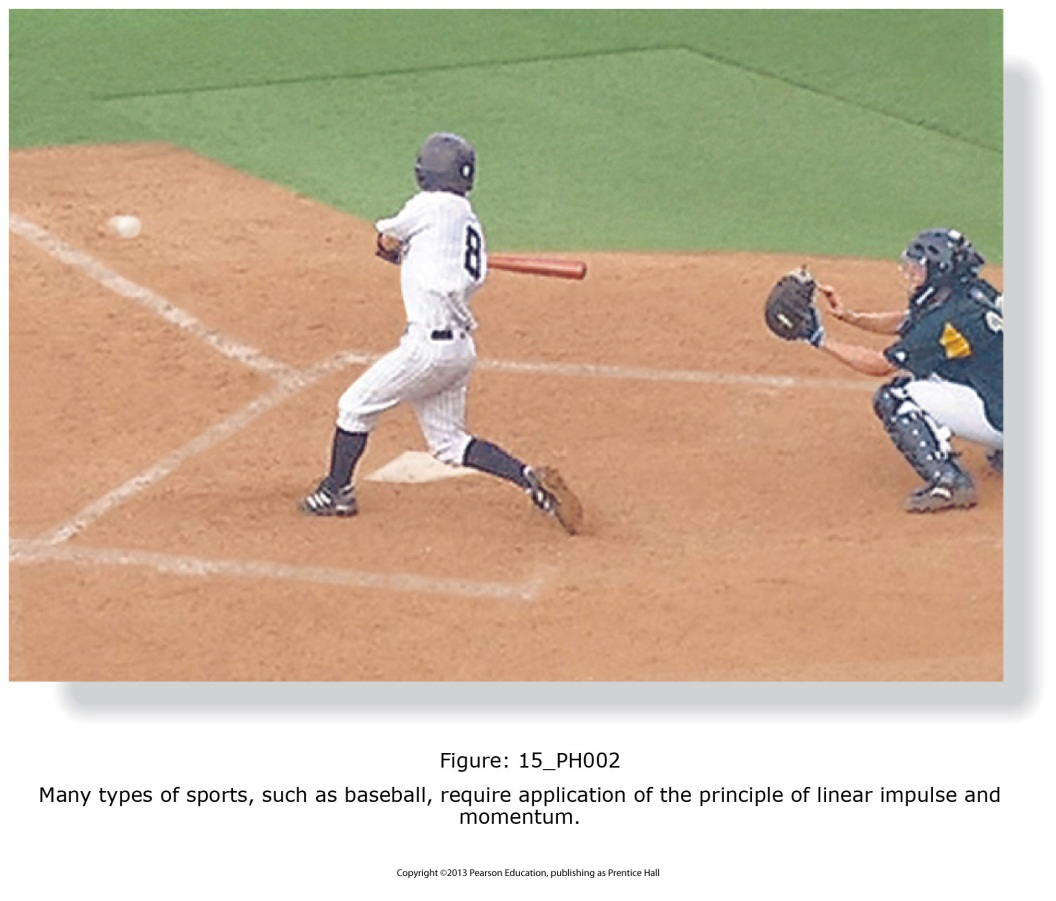 8
Figure: 15_PH002
Many types of sports, such as baseball, require application of the principle of linear impulse and
momentum.
Copyright ©2013 Pearson Education, publishing as Prentice Hall